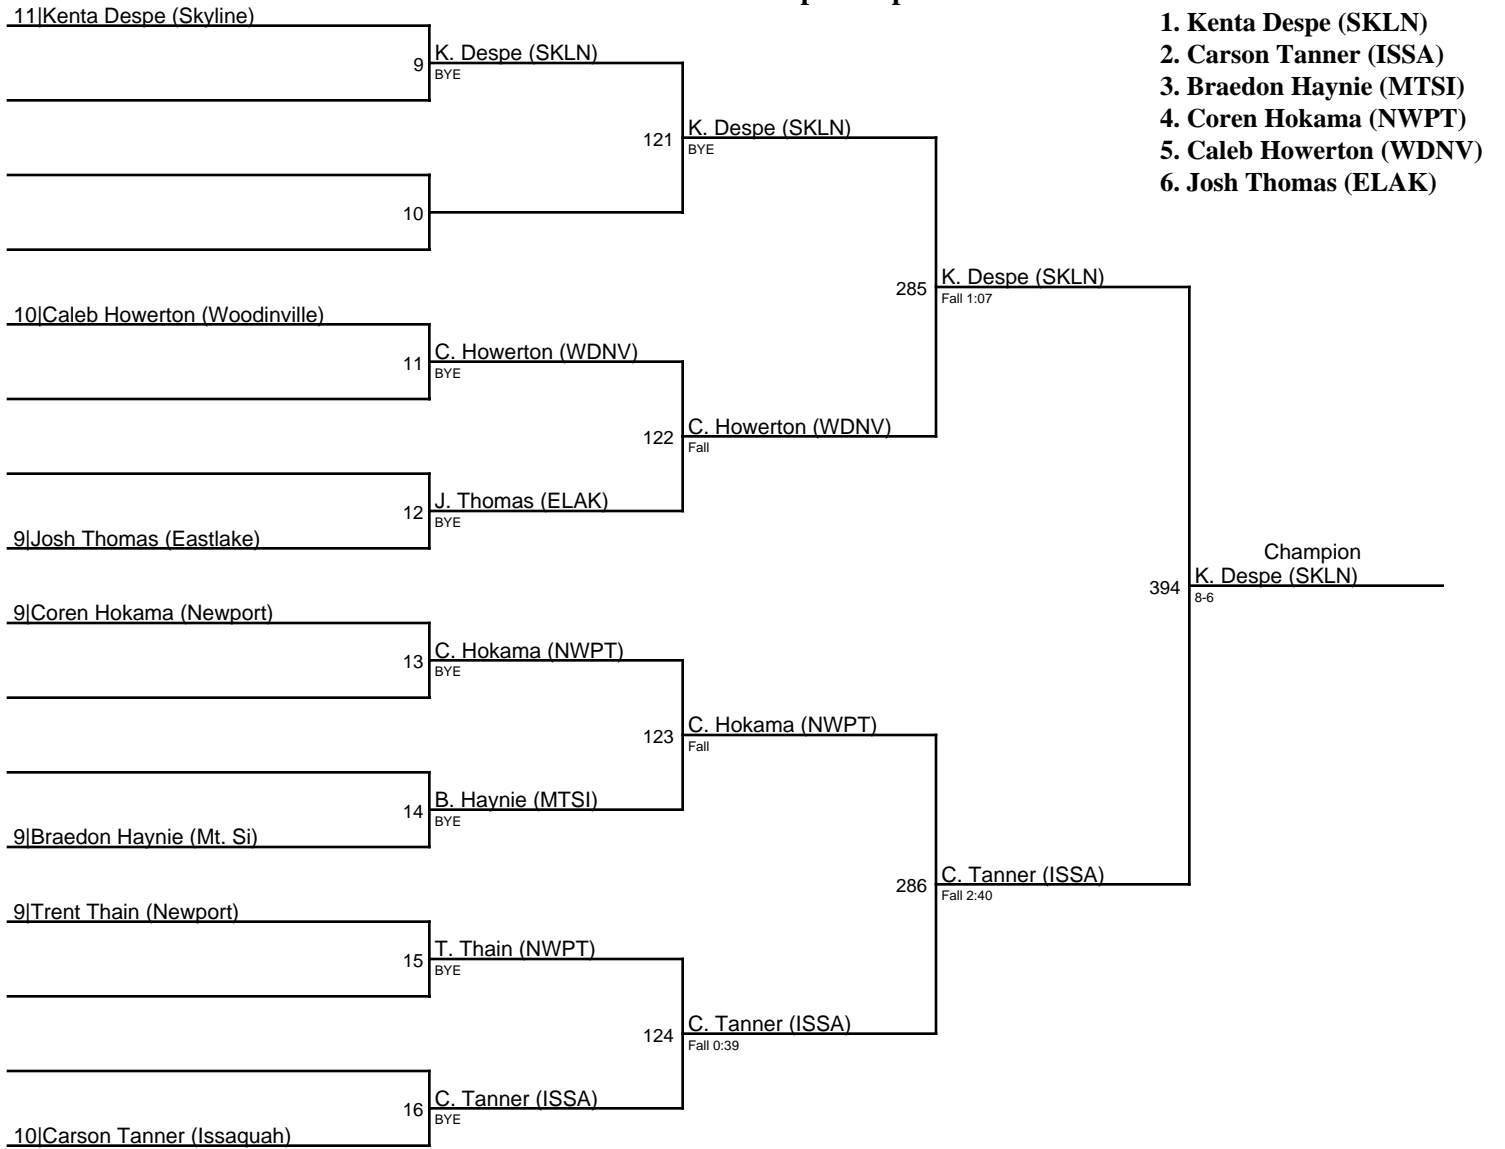 11|Kenta Despe (Skyline)
1. Kenta Despe (SKLN)
2. Carson Tanner (ISSA)
3. Braedon Haynie (MTSI)
4. Coren Hokama (NWPT)
5. Caleb Howerton (WDNV)
6. Josh Thomas (ELAK)
9
K. Despe (SKLN)
BYE
121
K. Despe (SKLN)
BYE
10
285
K. Despe (SKLN)
Fall 1:07
10|Caleb Howerton (Woodinville)
11
C. Howerton (WDNV)
BYE
122
C. Howerton (WDNV)
Fall
12
J. Thomas (ELAK)
BYE
9|Josh Thomas (Eastlake)
Champion
394
K. Despe (SKLN)
8-6
9|Coren Hokama (Newport)
13
C. Hokama (NWPT)
BYE
123
C. Hokama (NWPT)
Fall
14
B. Haynie (MTSI)
BYE
9|Braedon Haynie (Mt. Si)
286
C. Tanner (ISSA)
Fall 2:40
9|Trent Thain (Newport)
15
T. Thain (NWPT)
BYE
124
C. Tanner (ISSA)
Fall 0:39
16
C. Tanner (ISSA)
BYE
10|Carson Tanner (Issaquah)